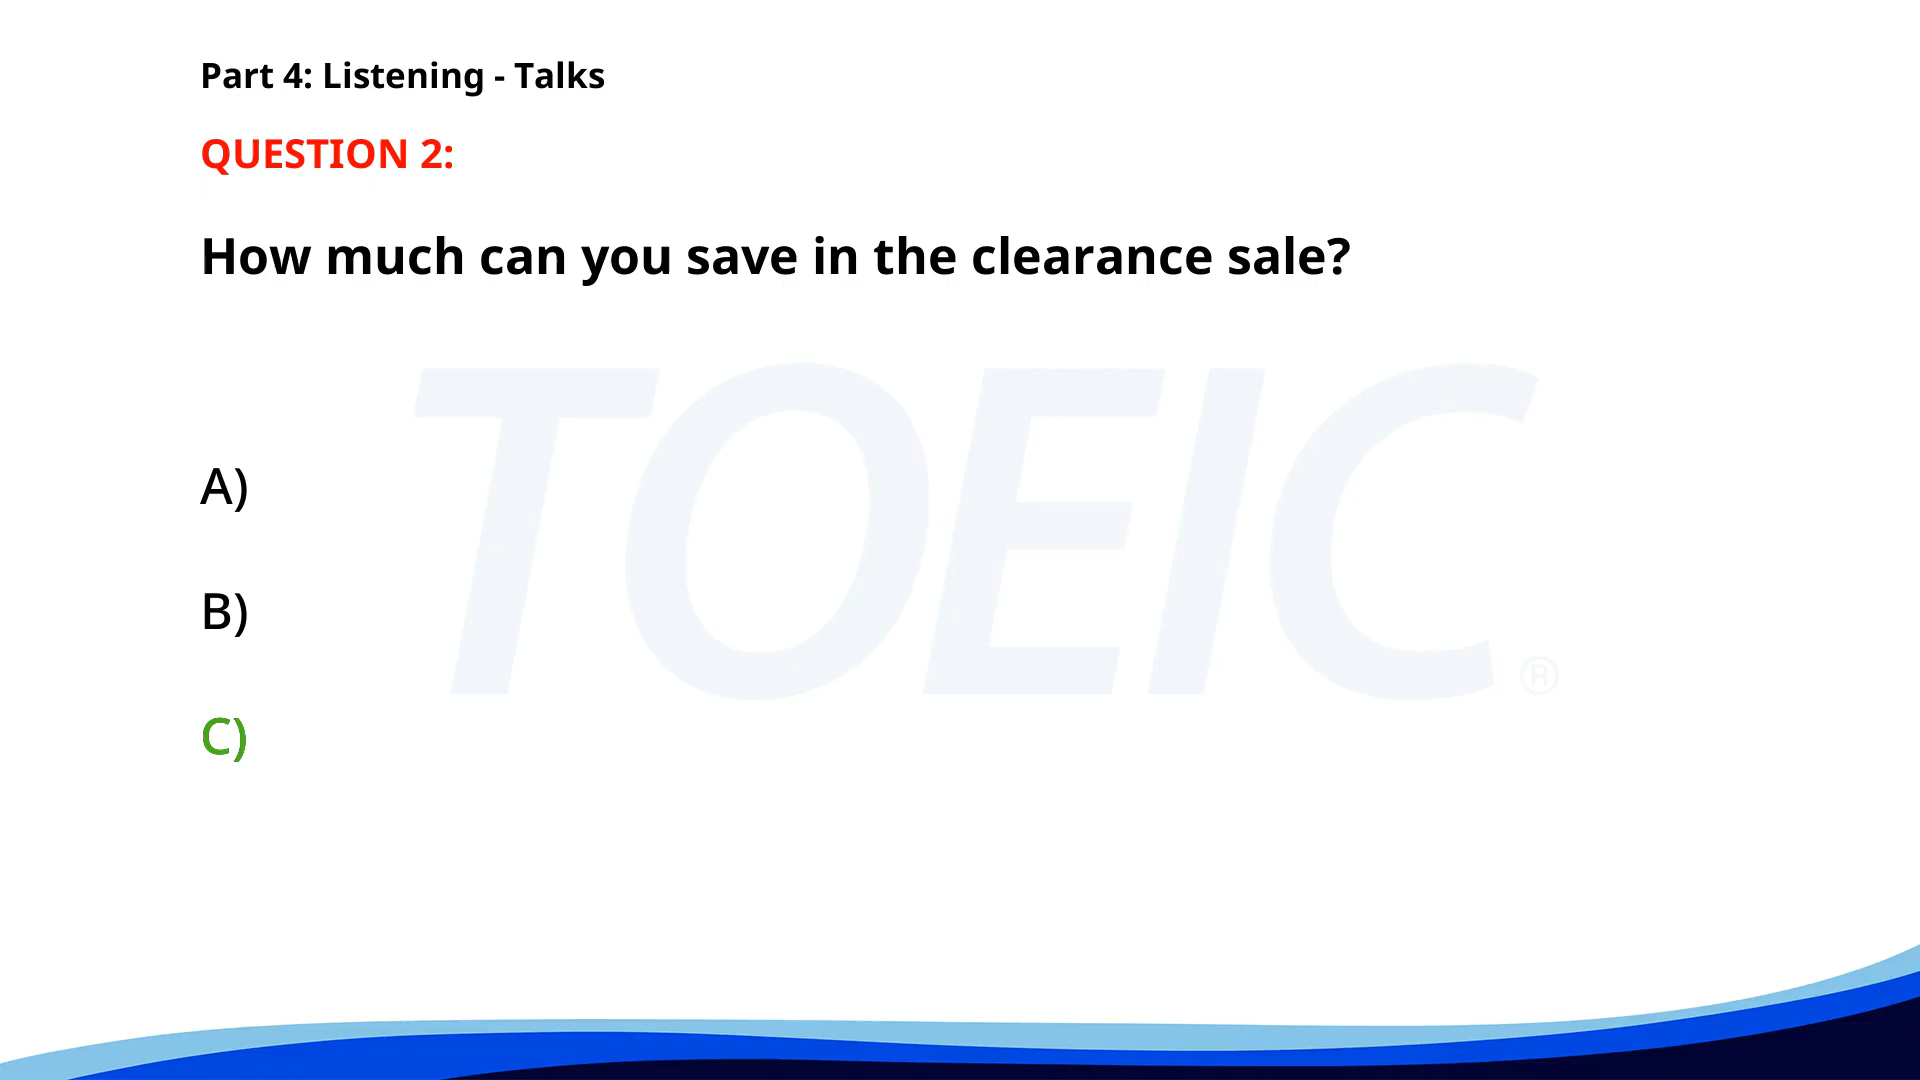 Part 4: Listening - Talks
QUESTION 2:
How much can you save in the clearance sale?
TOEIC®
A)
B)
C)